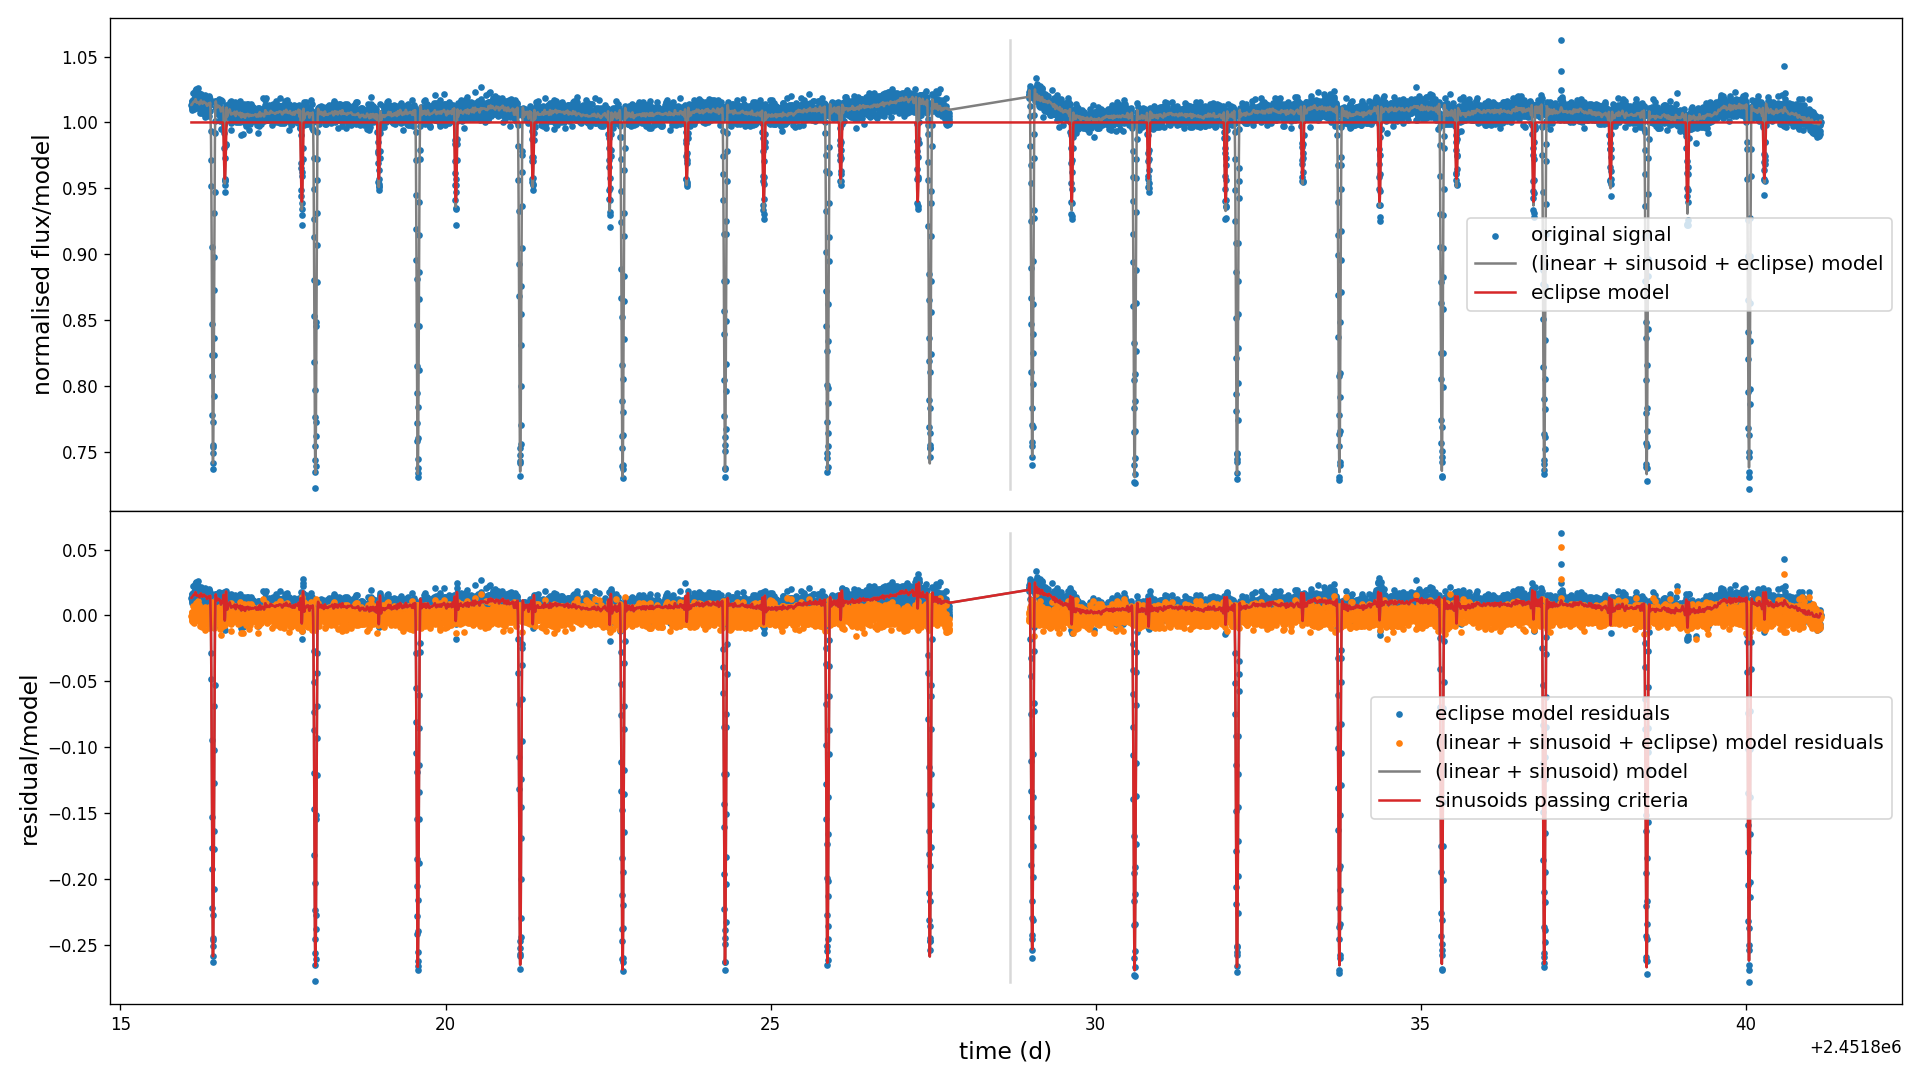 normalised flux/model
1.05
1.00
0.95
0.90
0.85
0.80
0.75
original signal
(linear + sinusoid + eclipse) model
eclipse model
residual/model
0.05
0.00
−0.05
−0.10
−0.15
−0.20
−0.25
eclipse model residuals
(linear + sinusoid + eclipse) model residuals
(linear + sinusoid) model
sinusoids passing criteria
15 20 25 30 35 40
time (d)
+2.4518e6